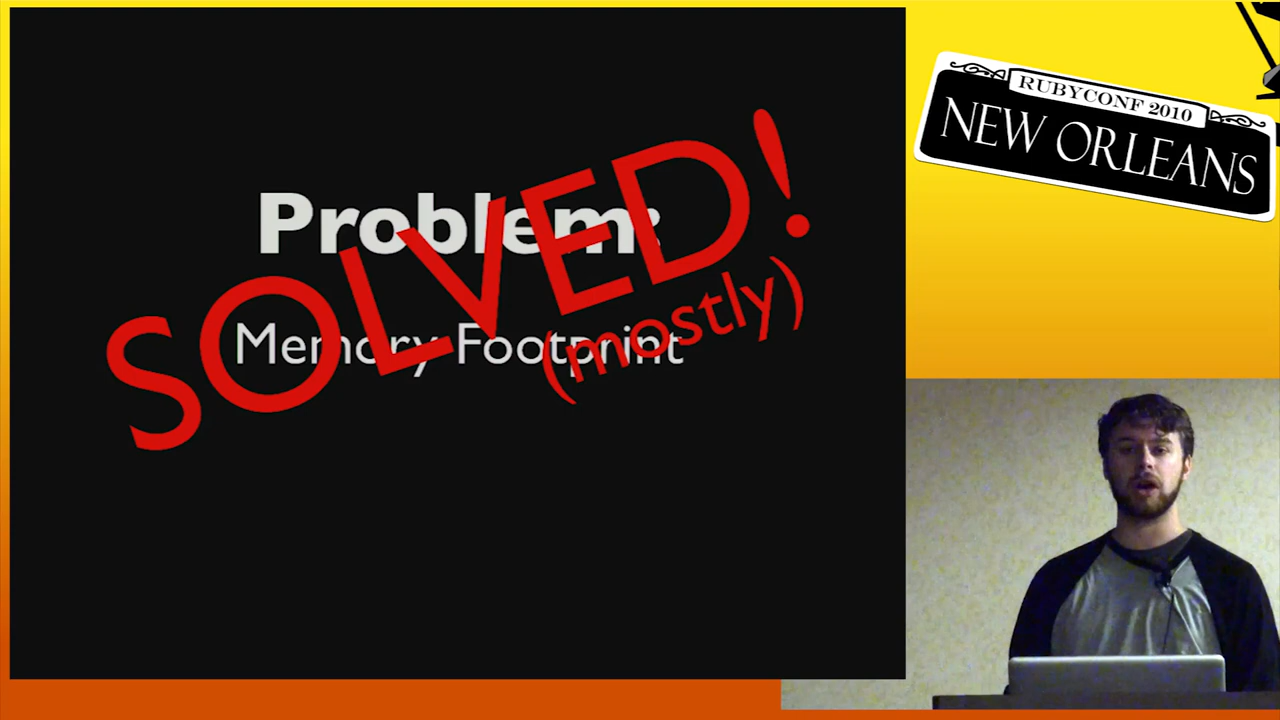 Problem:
SOLVED!
(mostly)
Memory Footprint
RUBYCONF 2010
NEW ORLEANS